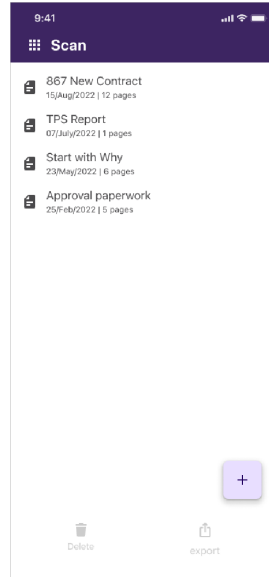 9:41
Scan
867 New Contract
15/Aug/2022 | 12 pages
TPS Report
07/July/2022 | 1 pages
Start with Why
23/May/2022 | 6 pages
Approval paperwork
25/Feb/2022 | 5 pages
+
Delete
export